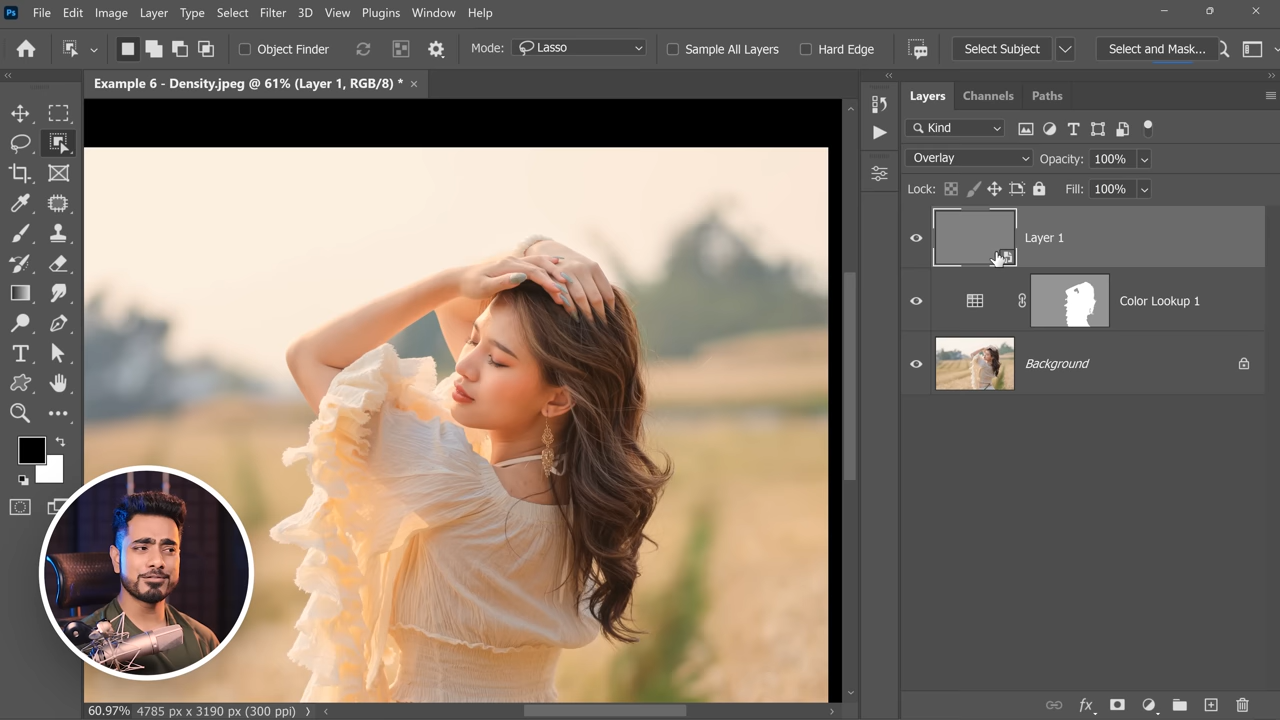 Ps File Edit Image Layer Type Select Filter 3D View Plugins Window Help
Object Finder Mode: Lasso Sample All Layers Hard Edge Select Subject Select and Mask...
Example 6 - Density.jpeg @ 61% (Layer 1, RGB/8) * ×
Layers Channels Paths
Kind
Overlay Opacity: 100%
Lock: Fill: 100%
Layer 1
Color Lookup 1
Background
60.97% 4785 px x 3190 px (300 ppi)